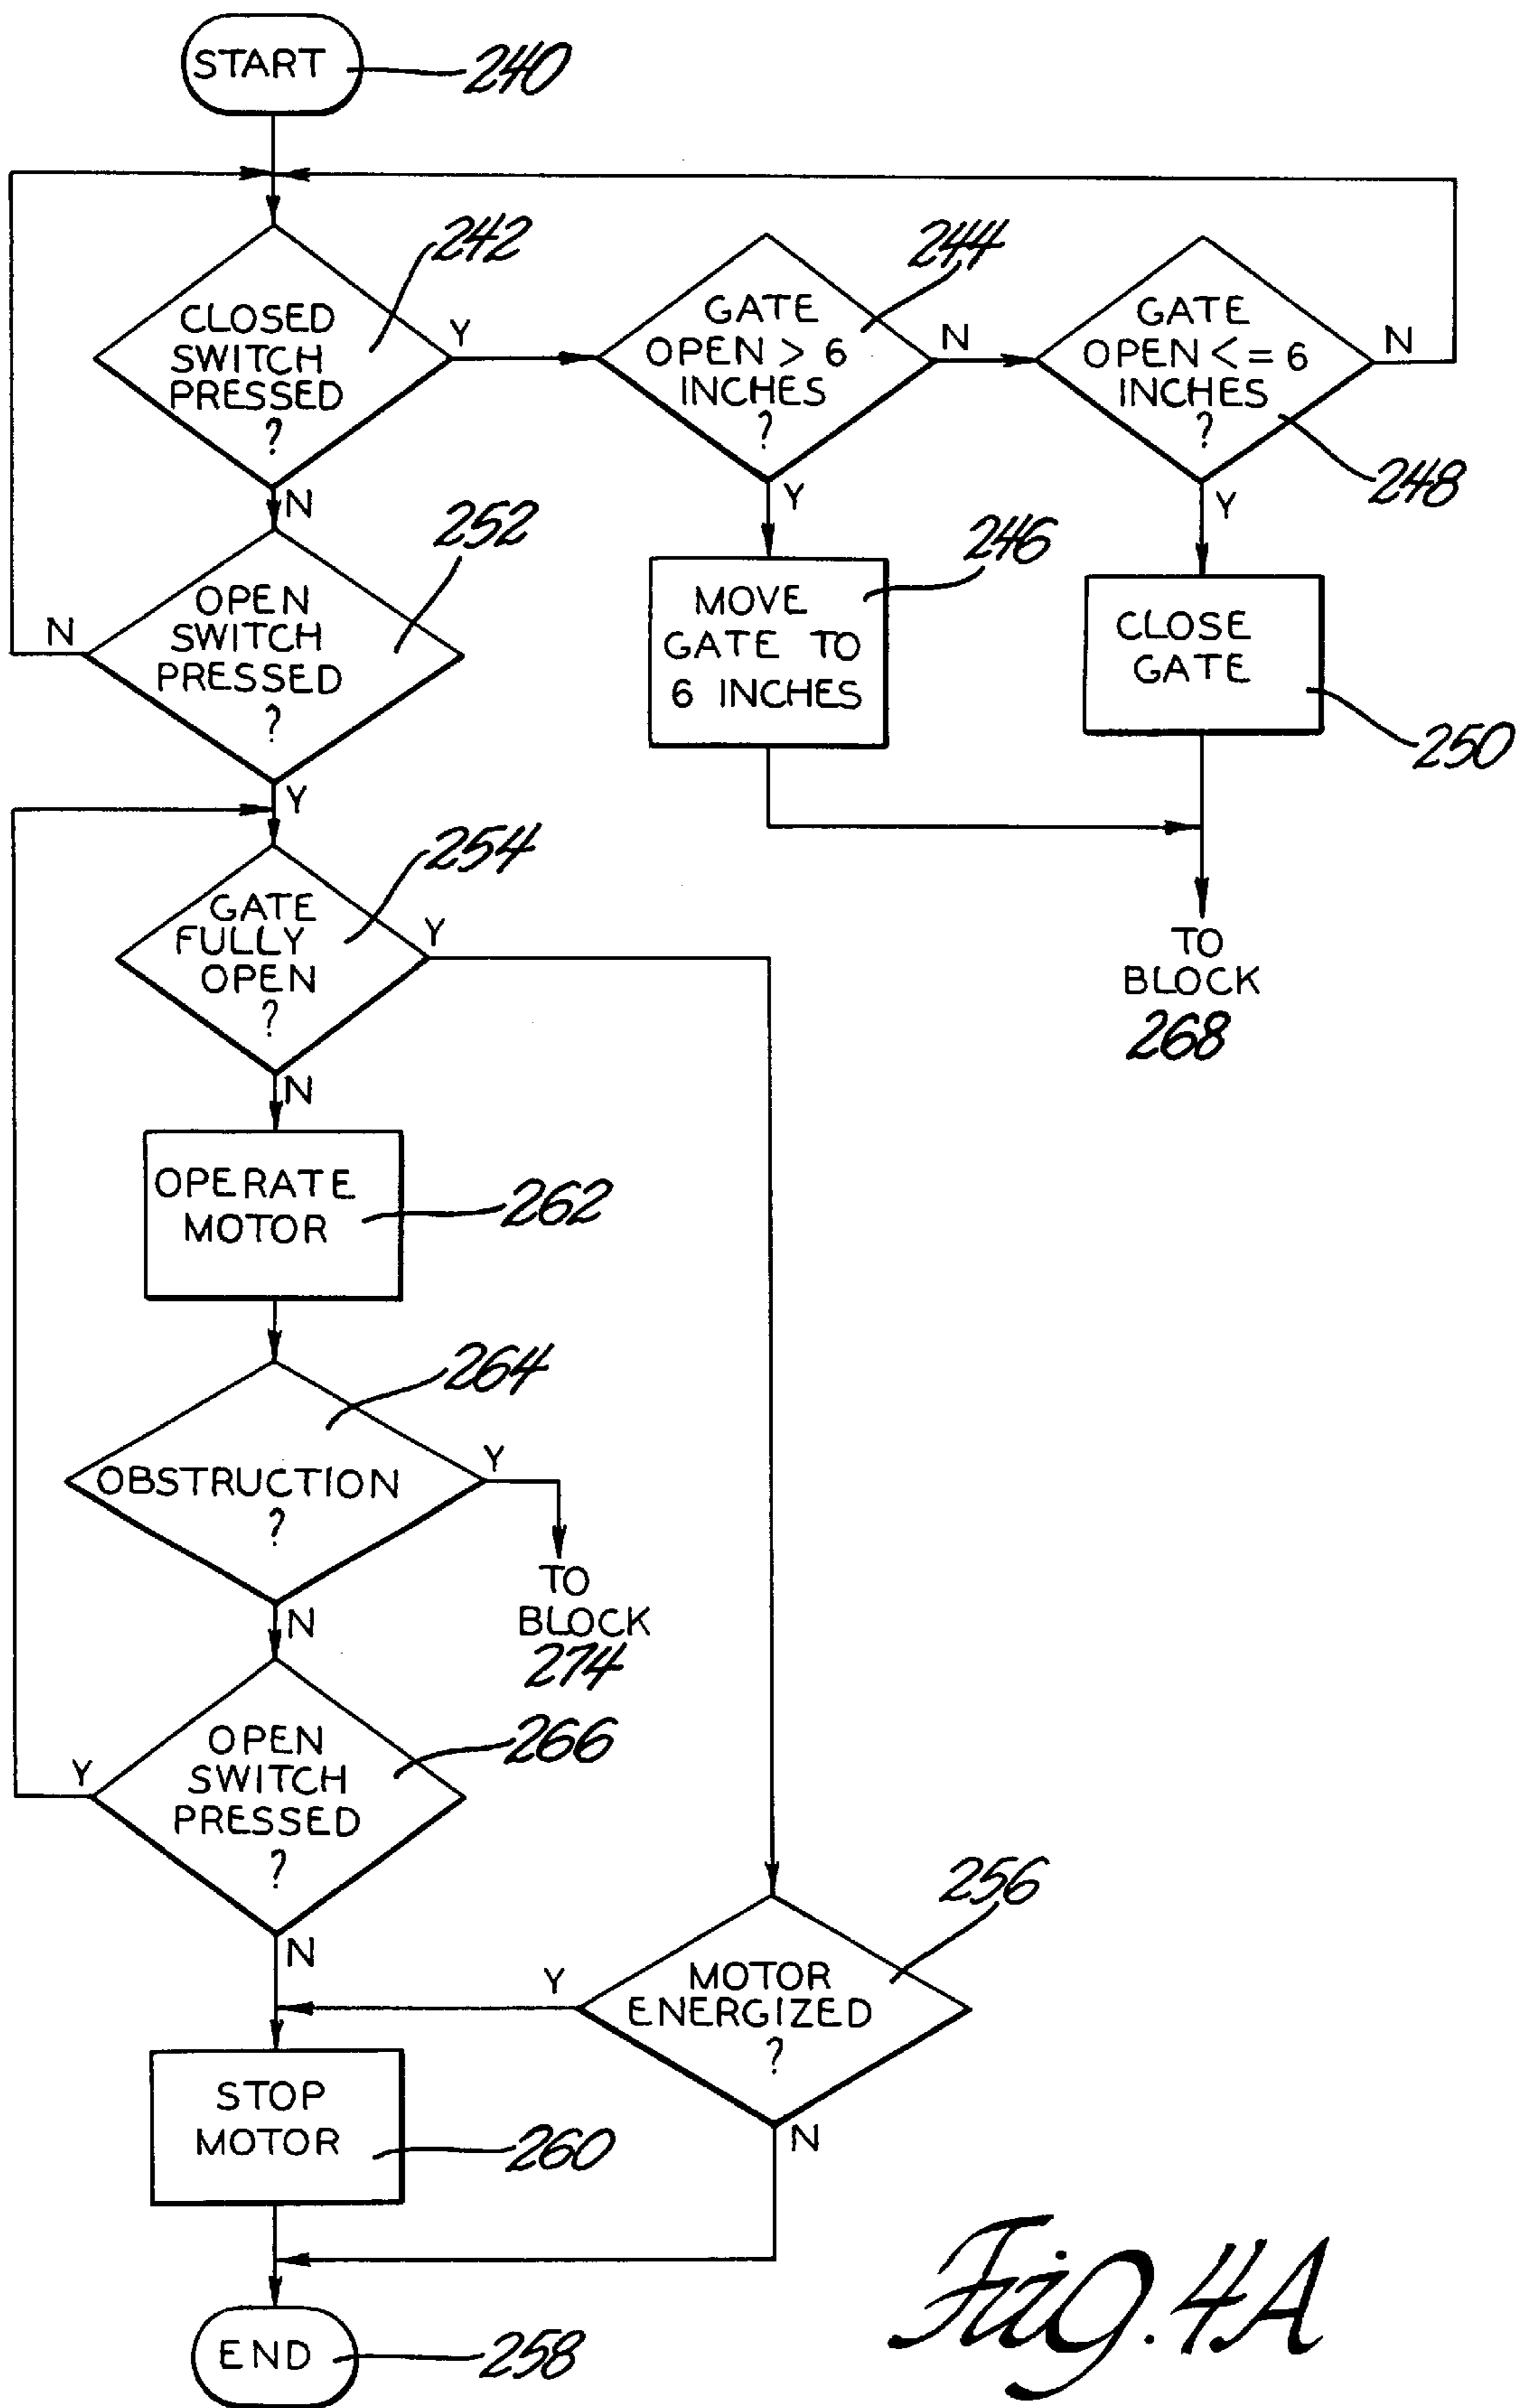 START
240
242
CLOSED
SWITCH
PRESSED
?
Y
N
244
GATE
OPEN > 6
INCHES
?
N
Y
GATE
OPEN <= 6
INCHES
?
N
248
Y
252
OPEN
SWITCH
PRESSED
?
N
Y
246
MOVE
GATE TO
6 INCHES
CLOSE
GATE
250
TO
BLOCK
268
254
GATE
FULLY
OPEN
?
Y
N
OPERATE
MOTOR
262
264
OBSTRUCTION
?
Y
TO
BLOCK
274
N
266
OPEN
SWITCH
PRESSED
?
Y
N
256
MOTOR
ENERGIZED
?
Y
N
STOP
MOTOR
260
END
258
Fig. 4A